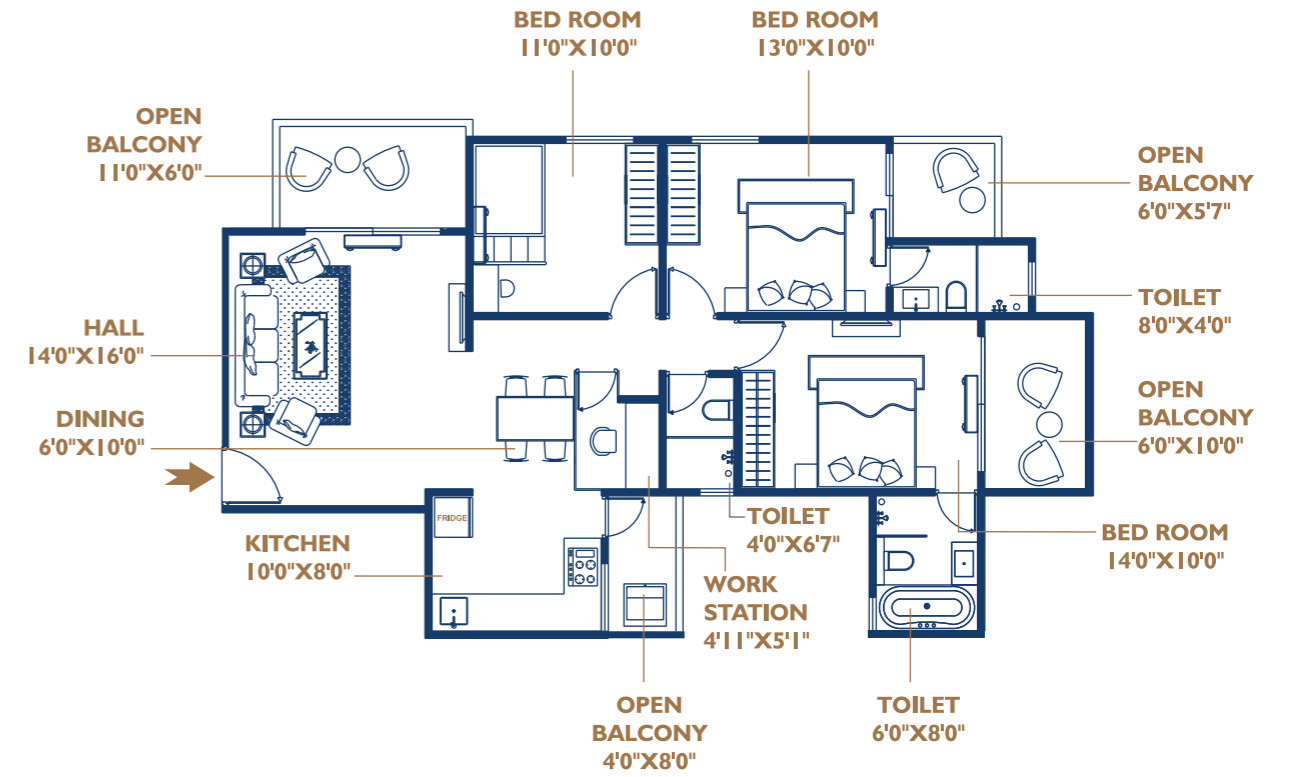 BED ROOM
11'0"X10'0"
BED ROOM
13'0"X10'0"
OPEN
BALCONY
11'0"X6'0"
OPEN
BALCONY
6'0"X5'7"
HALL
14'0"X16'0"
TOILET
8'0"X4'0"
DINING
6'0"X10'0"
OPEN
BALCONY
6'0"X10'0"
FRIDGE
KITCHEN
10'0"X8'0"
TOILET
4'0"X6'7"
BED ROOM
14'0"X10'0"
WORK
STATION
4'11"X5'1"
OPEN
BALCONY
4'0"X8'0"
TOILET
6'0"X8'0"